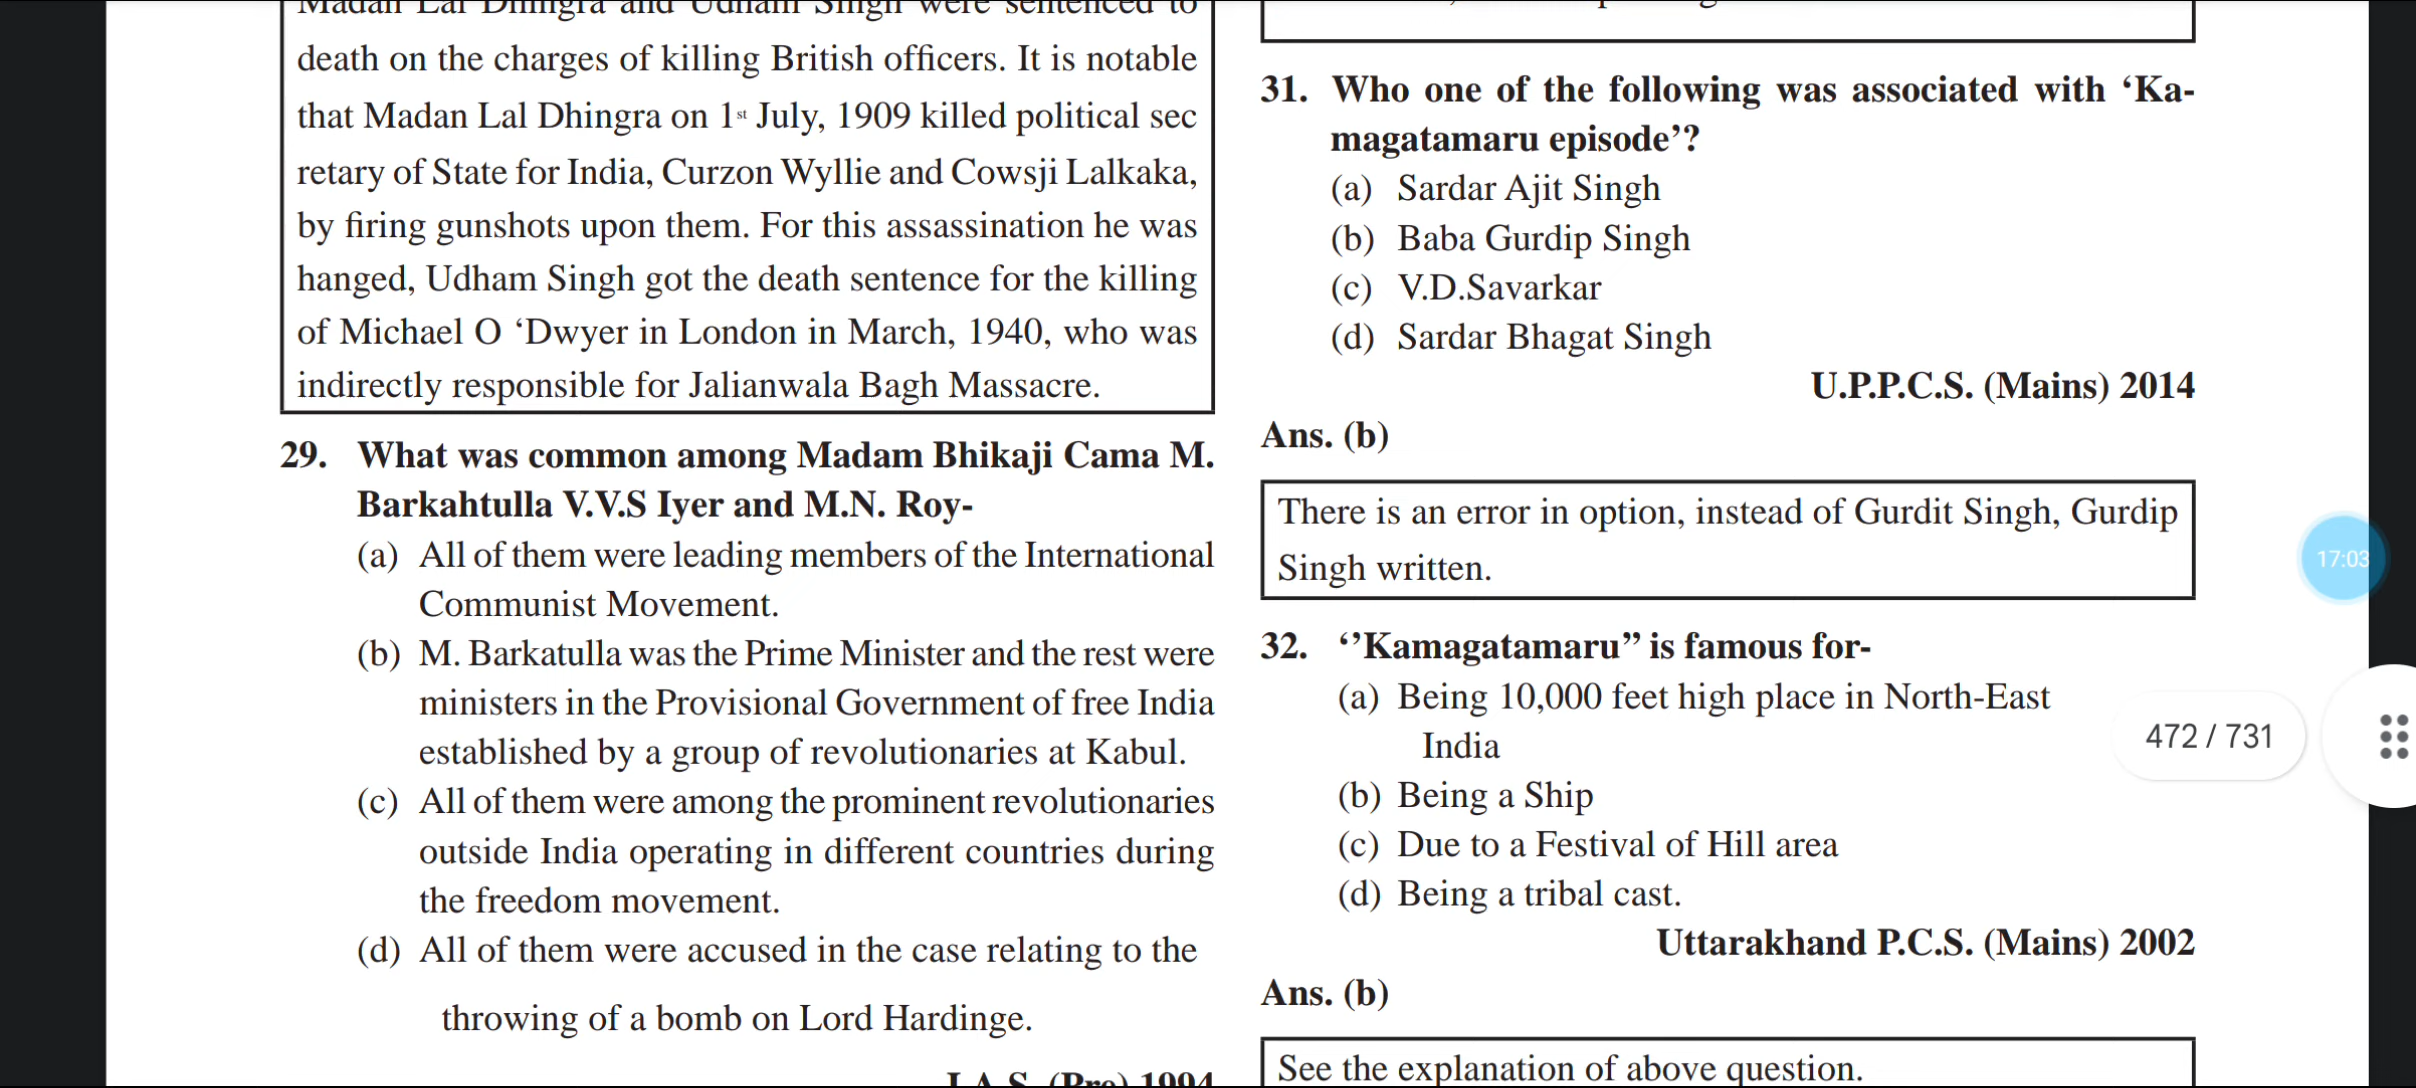 Madan Lal Dhingra and Udham Singh were sentenced to
death on the charges of killing British officers. It is notable
that Madan Lal Dhingra on 1st July, 1909 killed political sec
retary of State for India, Curzon Wyllie and Cowsji Lalkaka,
by firing gunshots upon them. For this assassination he was
hanged, Udham Singh got the death sentence for the killing
of Michael O ‘Dwyer in London in March, 1940, who was
indirectly responsible for Jalianwala Bagh Massacre.
29. What was common among Madam Bhikaji Cama M.
Barkahtulla V.V.S Iyer and M.N. Roy-
(a) All of them were leading members of the International
Communist Movement.
(b) M. Barkatulla was the Prime Minister and the rest were
ministers in the Provisional Government of free India
established by a group of revolutionaries at Kabul.
(c) All of them were among the prominent revolutionaries
outside India operating in different countries during
the freedom movement.
(d) All of them were accused in the case relating to the
throwing of a bomb on Lord Hardinge.
I.A.S. (Pre) 1994
31. Who one of the following was associated with ‘Ka-
magatamaru episode’?
(a) Sardar Ajit Singh
(b) Baba Gurdip Singh
(c) V.D.Savarkar
(d) Sardar Bhagat Singh
U.P.P.C.S. (Mains) 2014
Ans. (b)
There is an error in option, instead of Gurdit Singh, Gurdip
Singh written.
32. ‘’Kamagatamaru” is famous for-
(a) Being 10,000 feet high place in North-East
India
(b) Being a Ship
(c) Due to a Festival of Hill area
(d) Being a tribal cast.
Uttarakhand P.C.S. (Mains) 2002
Ans. (b)
See the explanation of above question.
17:03
472 / 731